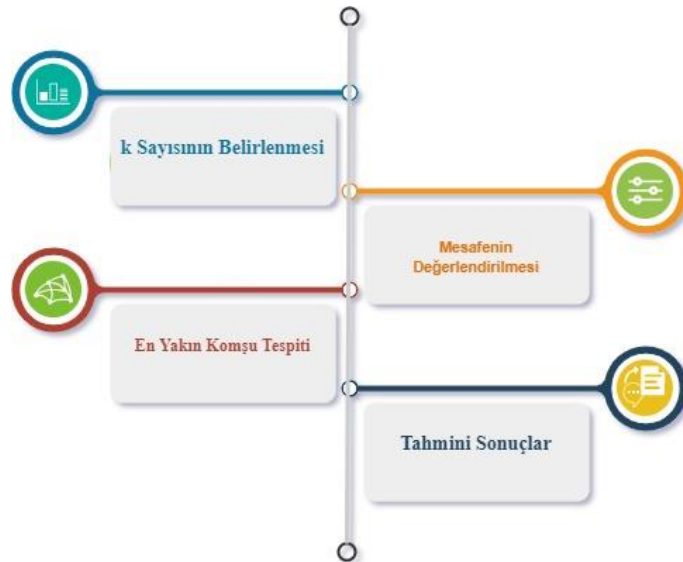 k Sayısının Belirlenmesi
Mesafenin
Değerlendirilmesi
En Yakın Komşu Tespiti
Tahmini Sonuçlar